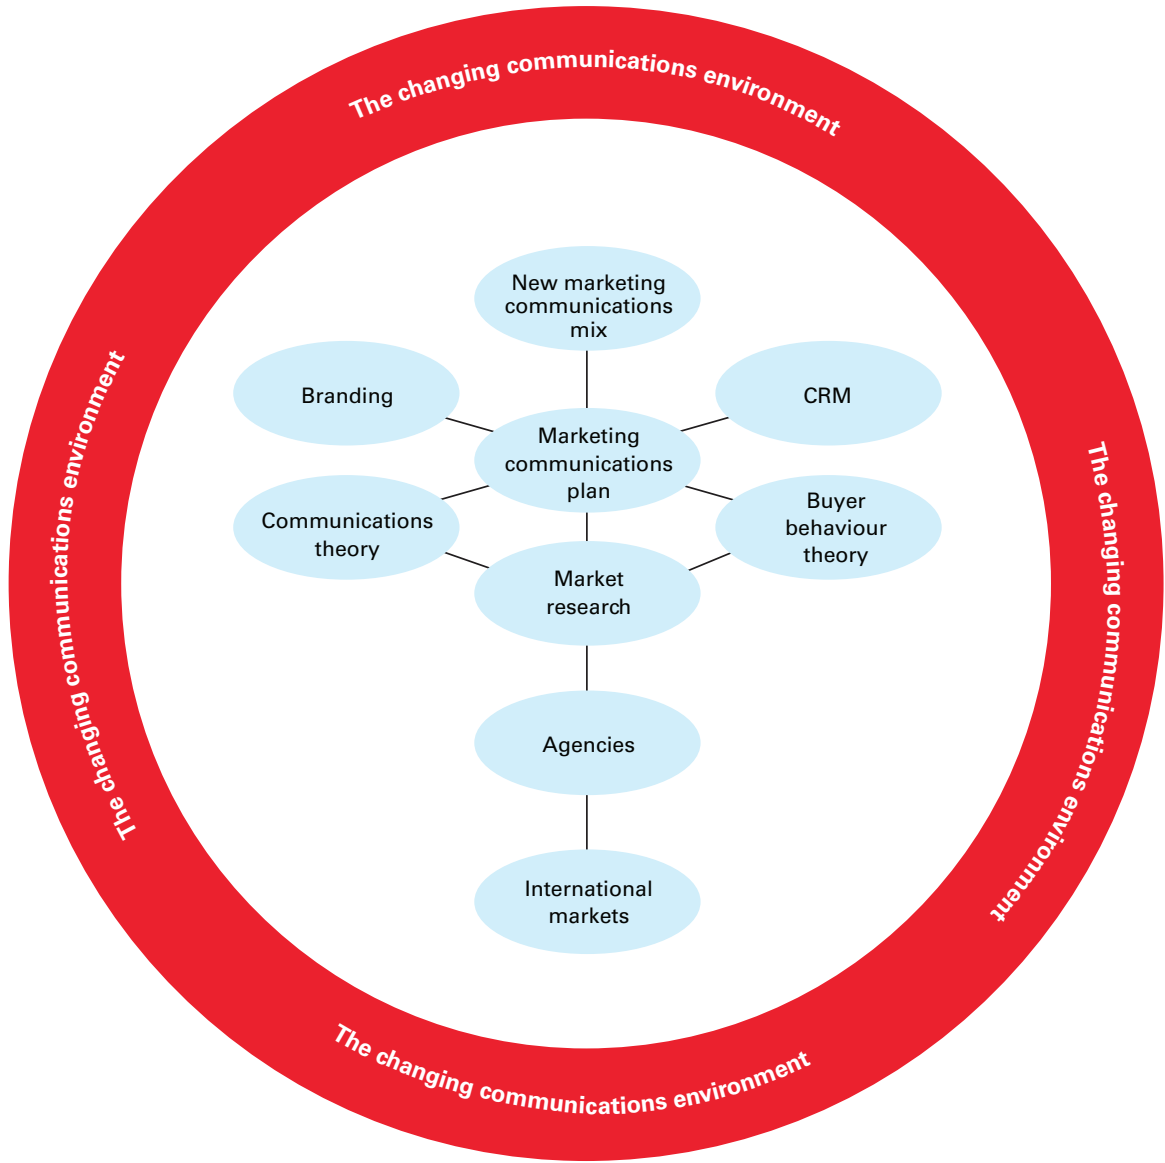 The changing communications environment
New marketing
communications
mix
Branding
CRM
Marketing
communications
plan
Communications
theory
Buyer
behaviour
theory
Market
research
Agencies
International
markets
The changing communications environment
The changing communications environment
The changing communications environment